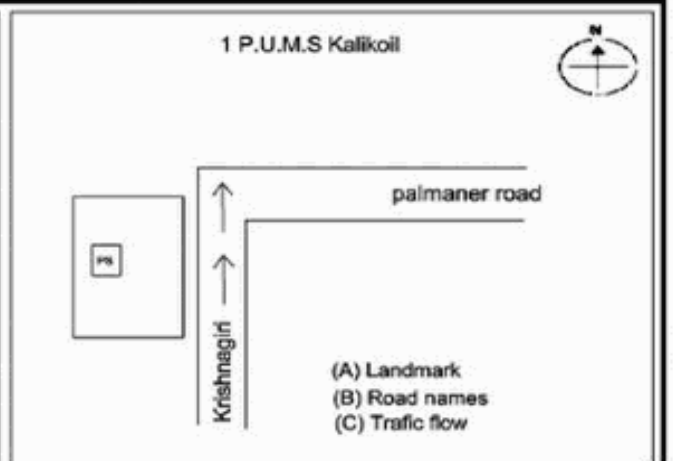 1 P.U.M.S Kalikoil
N
palmaner road
PS
Krishnagiri
(A) Landmark
(B) Road names
(C) Trafic flow